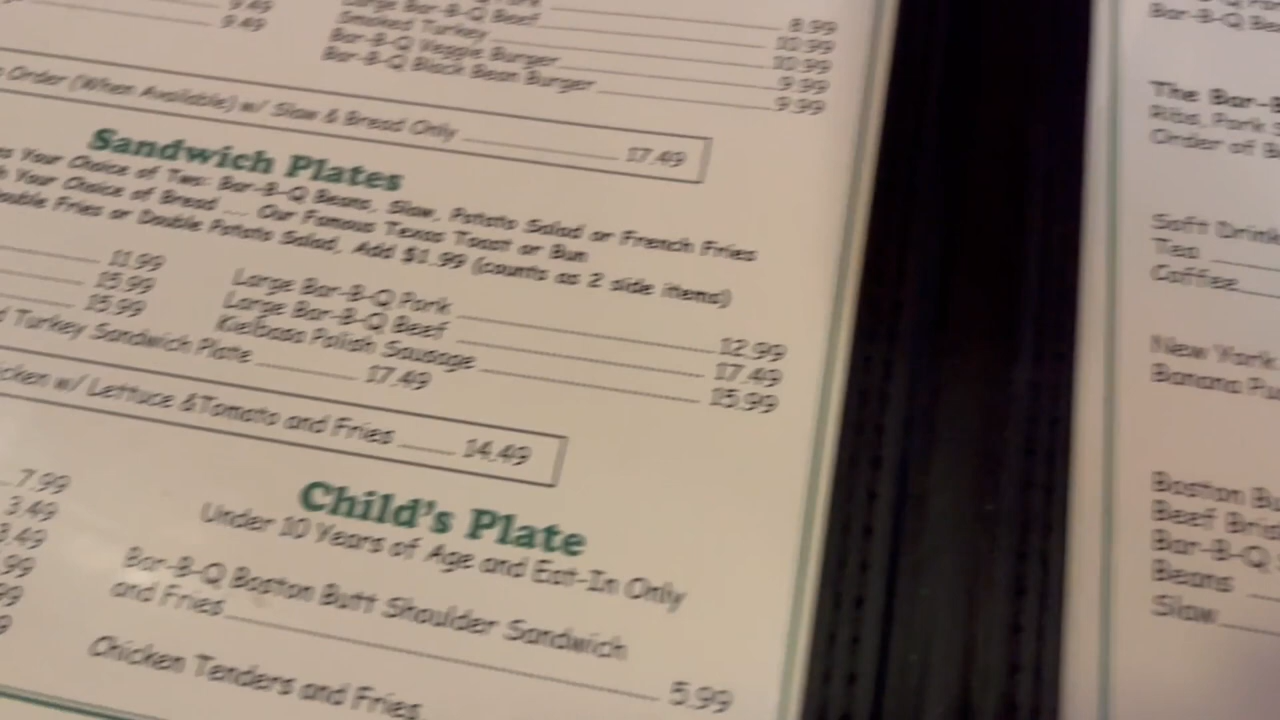 9.49
9.49
Large Bar-B-Q Beef
Smoked Turkey
Bar-B-Q Veggie Burger
Bar-B-Q Black Bean Burger
8.99
10.99
10.99
9.99
9.99
Order (When Available) w/ Slaw & Bread Only 17.49
Sandwich Plates
Your Choice of Two: Bar-B-Q Beans, Slaw, Potato Salad or French Fries
Your Choice of Bread .... Our Famous Texas Toast or Bun
Double Fries or Double Potato Salad, Add $1.99 (counts as 2 side items)
11.99
15.99
15.99
Large Bar-B-Q Pork 12.99
Large Bar-B-Q Beef 17.49
Kielbasa Polish Sausage 15.99
Turkey Sandwich Plate 17.49
w/ Lettuce &Tomato and Fries 14.49
7.99
3.49
3.49
.99
Child's Plate
Under 10 Years of Age and Eat-In Only
Bar-B-Q Boston Butt Shoulder Sandwich
and Fries 5.99
Chicken Tenders and Fries
Bar-B-Q
The Bar-B
Ribs, Pork
Order of B
Soft Drink
Tea
Coffee
New York
Banana Pu
Boston Bu
Beef Bris
Bar-B-Q
Beans
Slaw